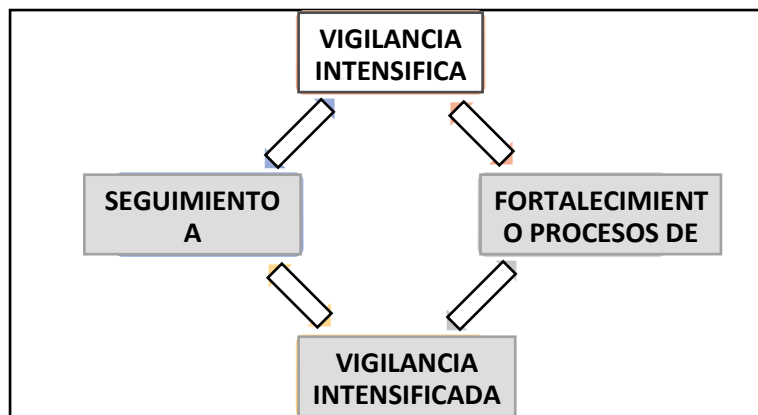 VIGILANCIA
INTENSIFICA
SEGUIMIENTO
A
FORTALECIMIENT
O PROCESOS DE
VIGILANCIA
INTENSIFICADA